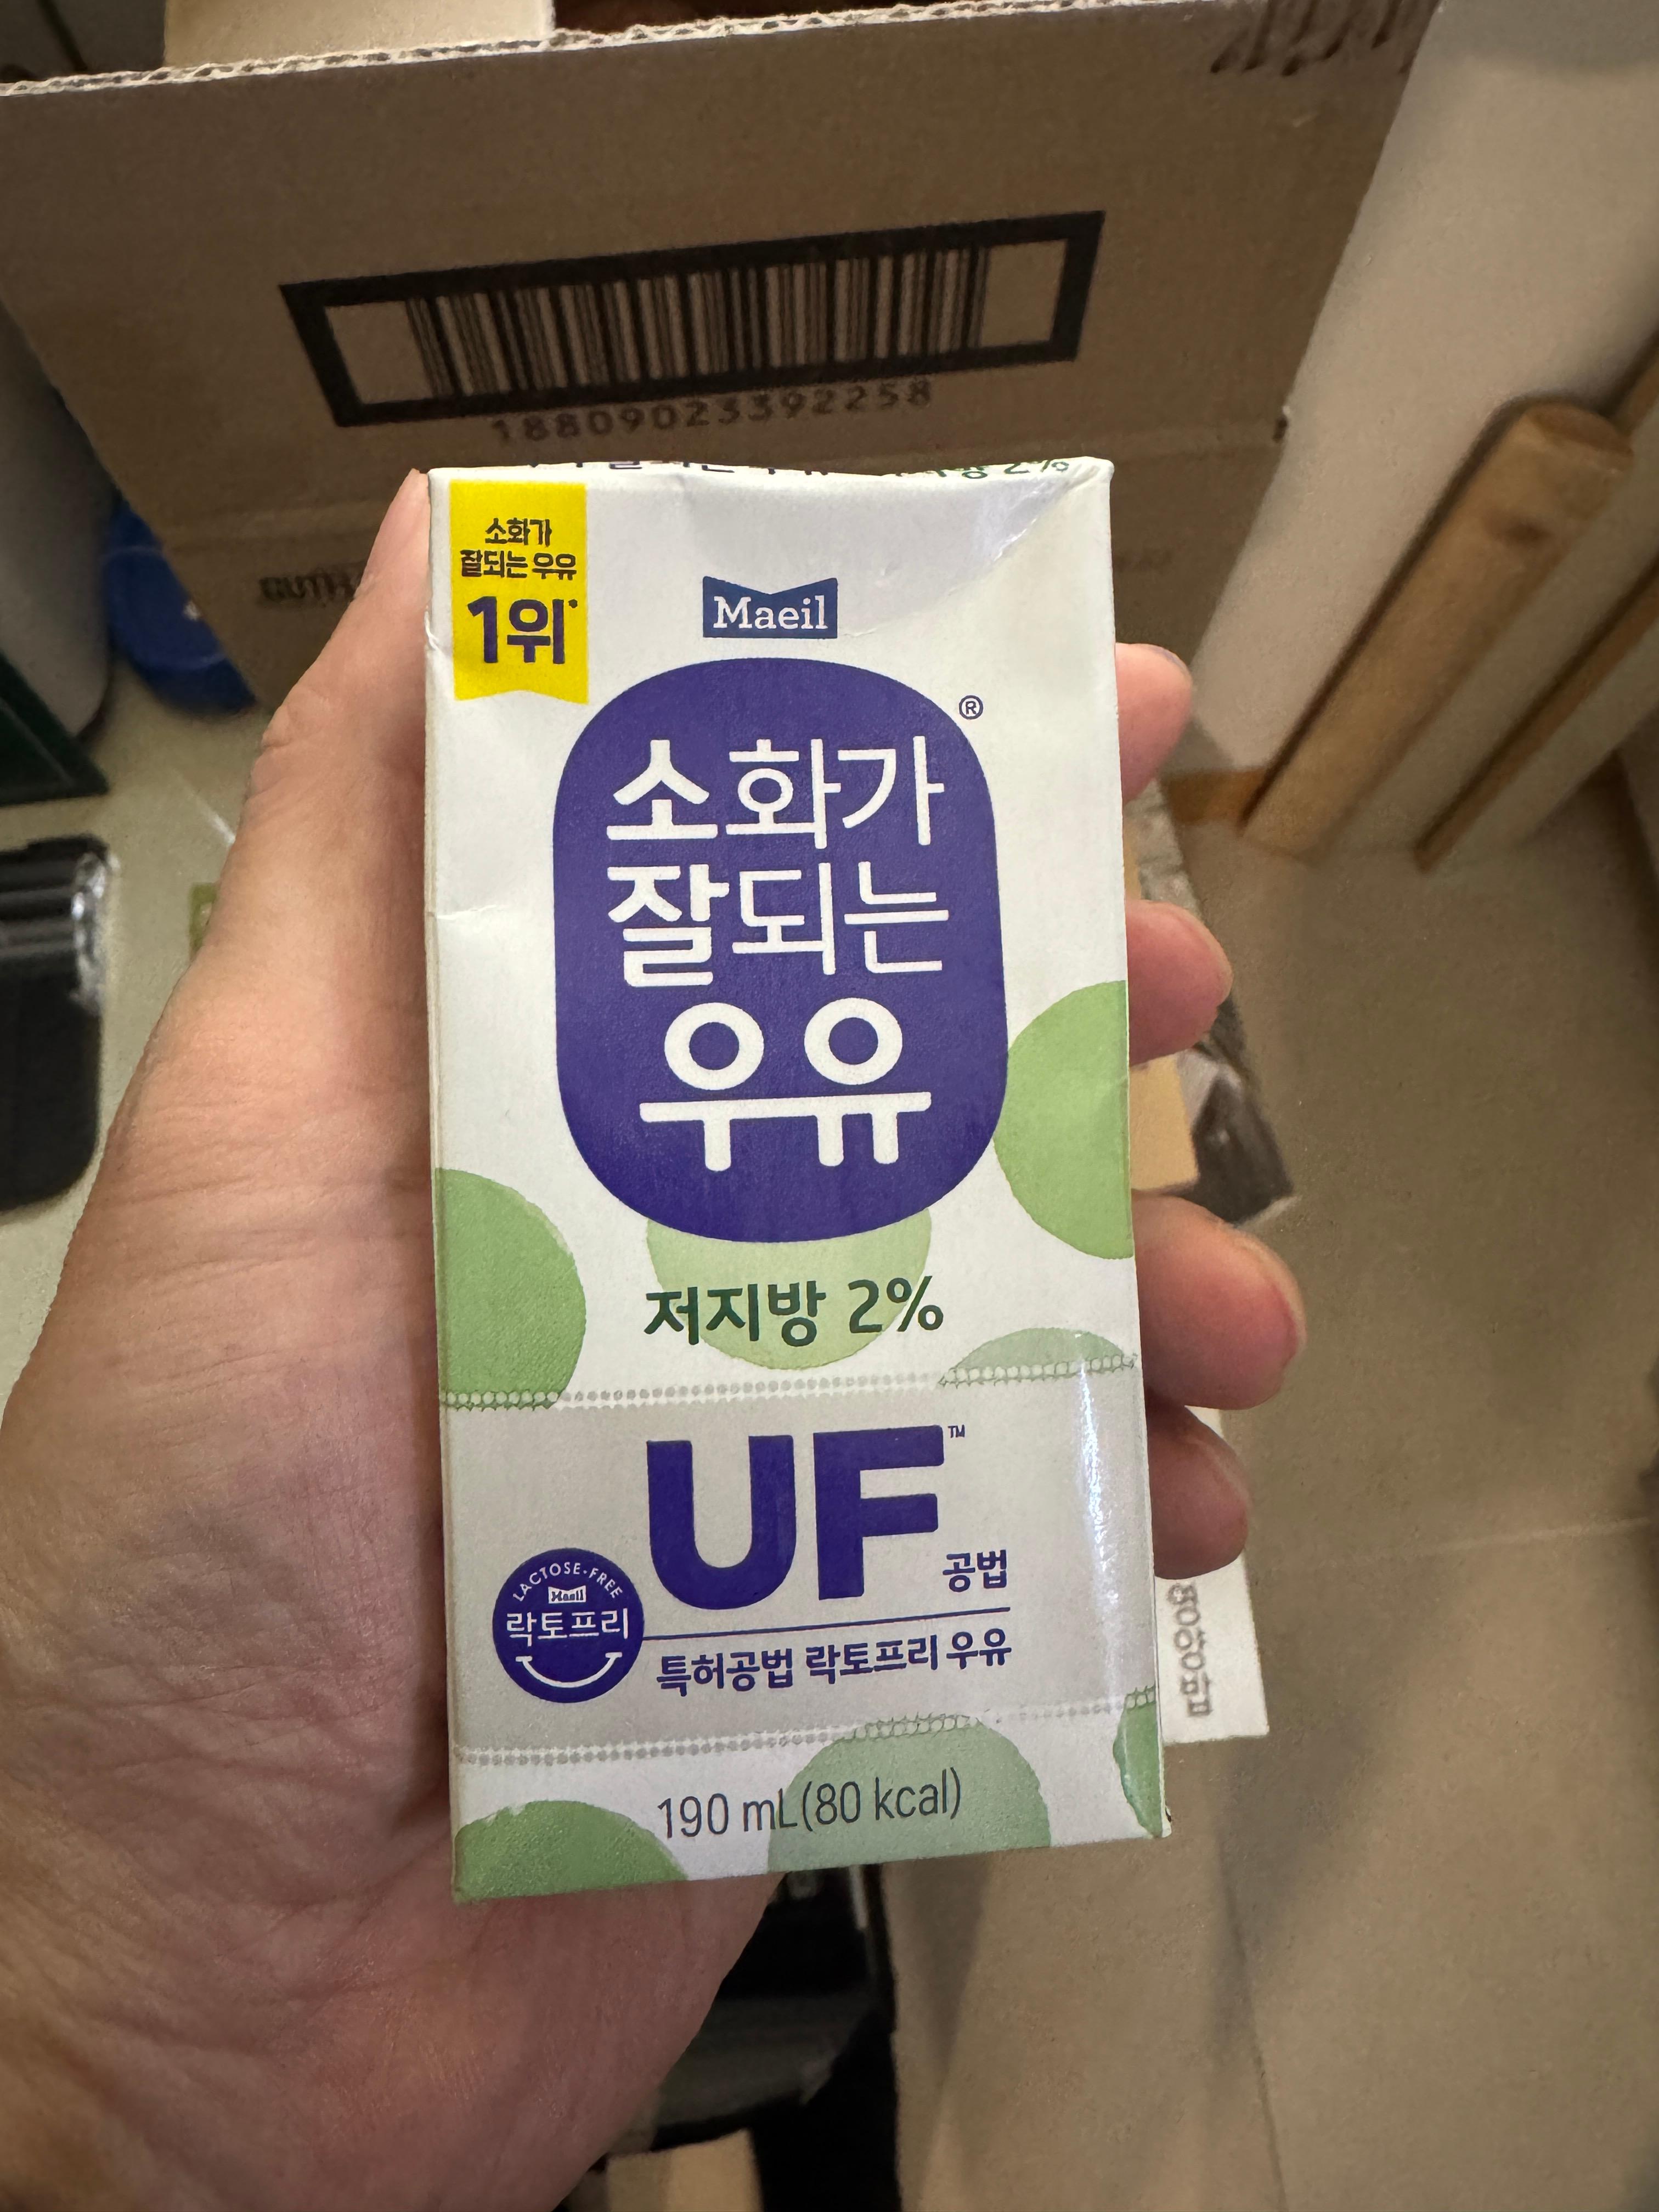 18809023392258
소화가
잘되는 우유
1위*
Maeil
®
소화가
잘되는
우유
저지방 2%
UF™
공법
LACTOSE-FREE
Maeil
락토프리
특허공법 락토프리 우유
190 mL(80 kcal)